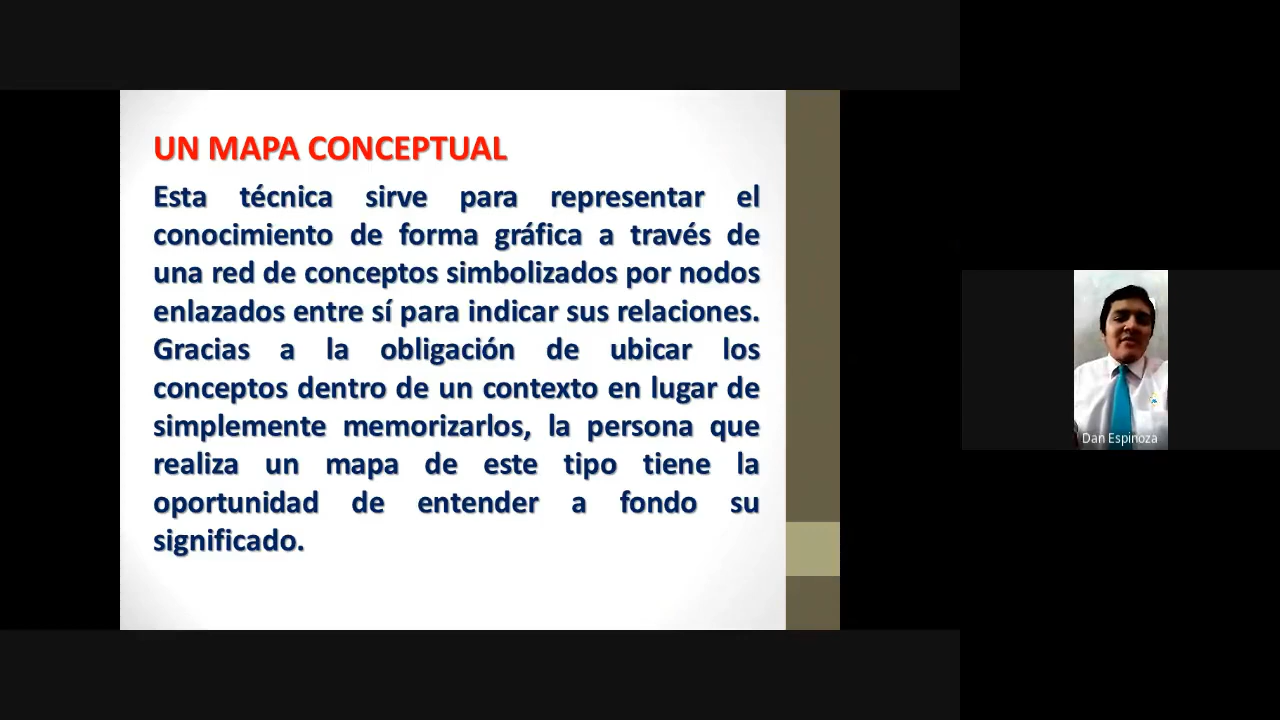 UN MAPA CONCEPTUAL
Esta técnica sirve para representar el
conocimiento de forma gráfica a través de
una red de conceptos simbolizados por nodos
enlazados entre sí para indicar sus relaciones.
Gracias a la obligación de ubicar los
conceptos dentro de un contexto en lugar de
simplemente memorizarlos, la persona que
realiza un mapa de este tipo tiene la
oportunidad de entender a fondo su
significado.
Dan Espinoza